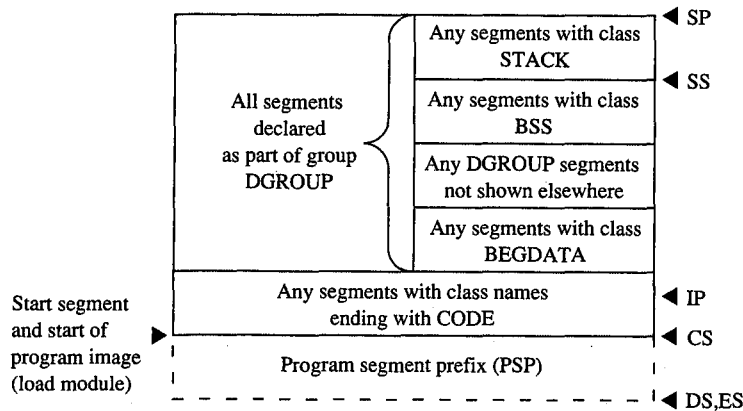 SP
Any segments with class
STACK
SS
All segments
declared
as part of group
DGROUP
Any segments with class
BSS
Any DGROUP segments
not shown elsewhere
Any segments with class
BEGDATA
Any segments with class names
ending with CODE
IP
Start segment
and start of
program image
(load module)
CS
Program segment prefix (PSP)
DS,ES